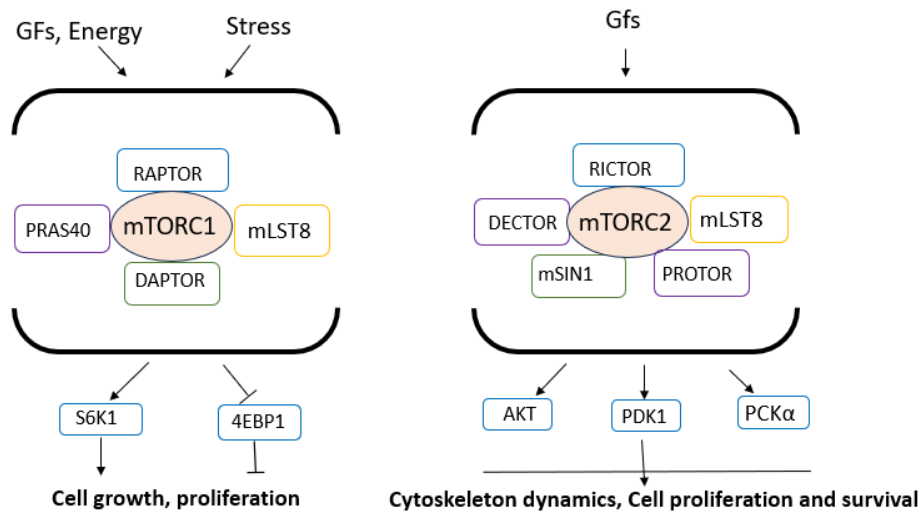 GFs, Energy
Stress
RAPTOR
PRAS40
mTORC1
mLST8
DAPTOR
S6K1
4EBP1
Cell growth, proliferation
Gfs
RICTOR
DECTOR
mTORC2
mLST8
mSIN1
PROTOR
AKT
PDK1
PCKα
Cytoskeleton dynamics, Cell proliferation and survival